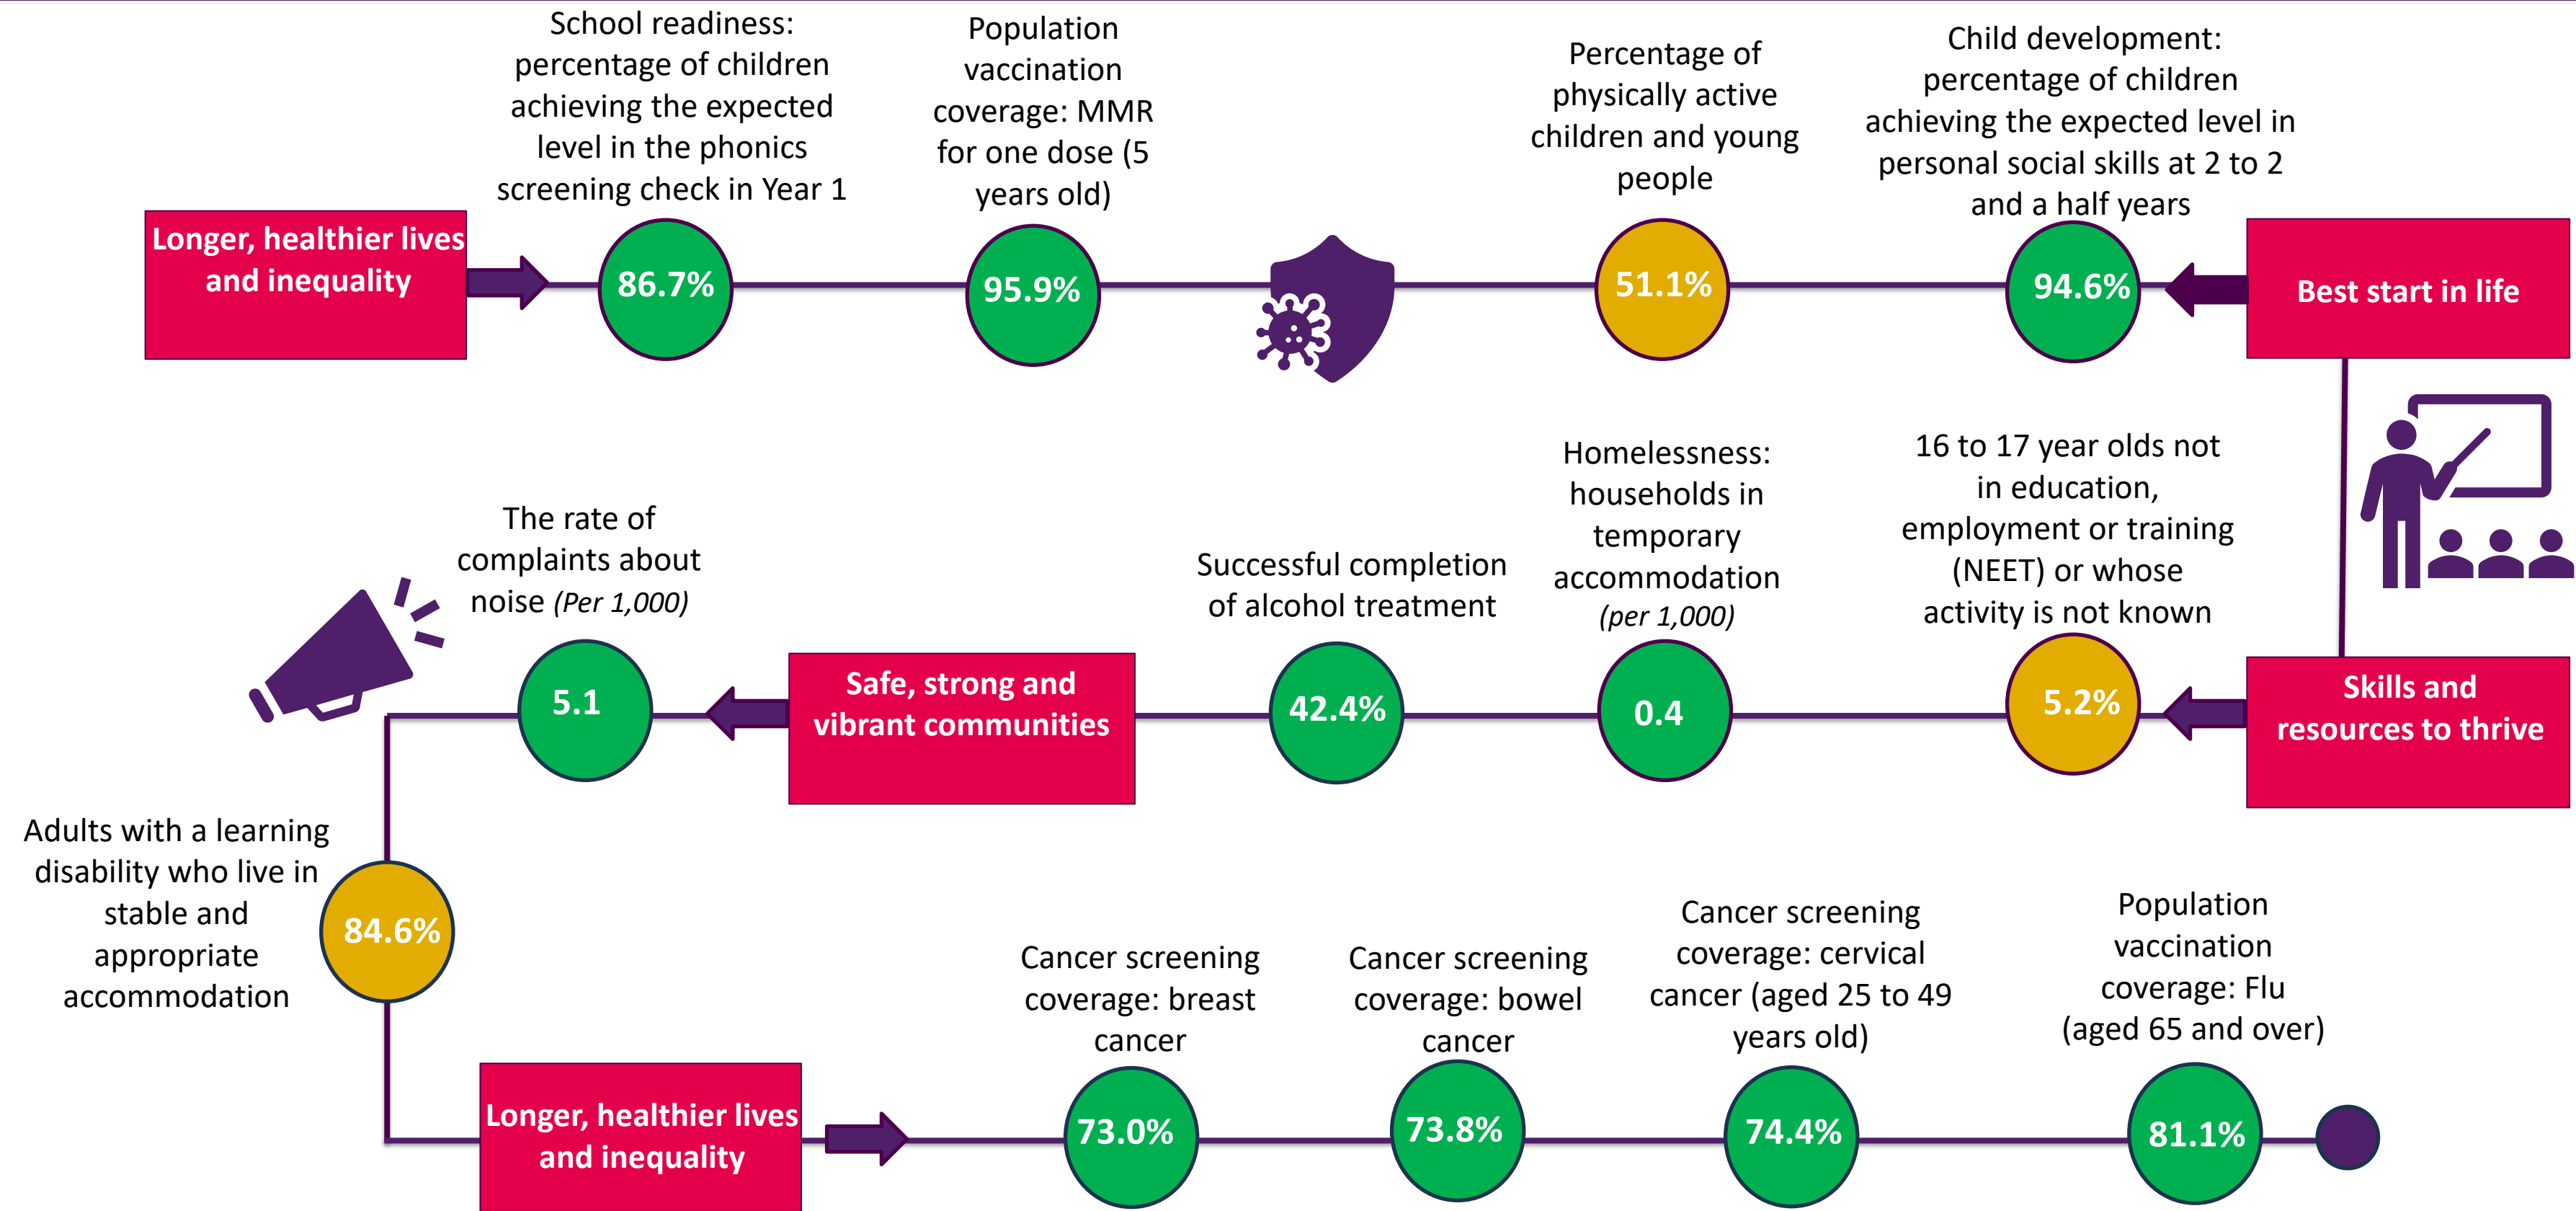 School readiness:
percentage of children
achieving the expected
level in the phonics
screening check in Year 1
Population
vaccination
coverage: MMR
for one dose (5
years old)
Percentage of
physically active
children and young
people
Child development:
percentage of children
achieving the expected level in
personal social skills at 2 to 2
and a half years
Longer, healthier lives
and inequality
86.7%
95.9%
51.1%
94.6%
Best start in life
The rate of
complaints about
noise (Per 1,000)
Successful completion
of alcohol treatment
Homelessness:
households in
temporary
accommodation
(per 1,000)
16 to 17 year olds not
in education,
employment or training
(NEET) or whose
activity is not known
5.1
Safe, strong and
vibrant communities
42.4%
0.4
5.2%
Skills and
resources to thrive
Adults with a learning
disability who live in
stable and
appropriate
accommodation
84.6%
Cancer screening
coverage: breast
cancer
Cancer screening
coverage: bowel
cancer
Cancer screening
coverage: cervical
cancer (aged 25 to 49
years old)
Population
vaccination
coverage: Flu
(aged 65 and over)
Longer, healthier lives
and inequality
73.0%
73.8%
74.4%
81.1%